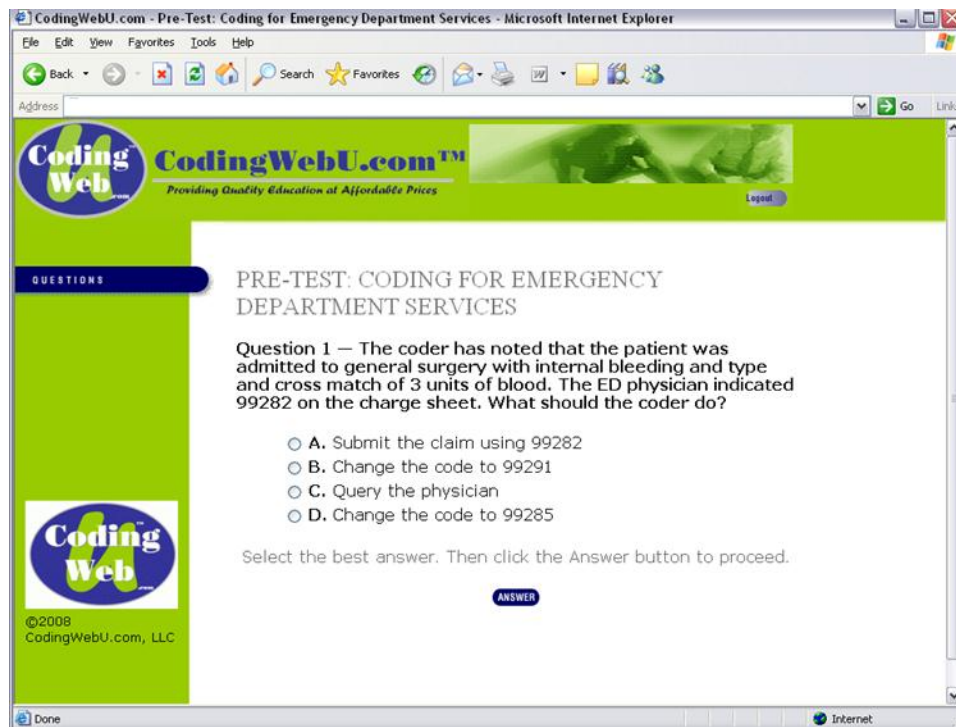 CodingWebU.com - Pre-Test: Coding for Emergency Department Services - Microsoft Internet Explorer
File Edit View Favorites Tools Help
Back Search Favorites
Address Go Link
Coding Web .com
CodingWebU.com™
Providing Quality Education at Affordable Prices
Logout
QUESTIONS
PRE-TEST: CODING FOR EMERGENCY
DEPARTMENT SERVICES
Question 1 — The coder has noted that the patient was
admitted to general surgery with internal bleeding and type
and cross match of 3 units of blood. The ED physician indicated
99282 on the charge sheet. What should the coder do?
A. Submit the claim using 99282
B. Change the code to 99291
C. Query the physician
D. Change the code to 99285
Select the best answer. Then click the Answer button to proceed.
ANSWER
Coding™
Web .com
©2008
CodingWebU.com, LLC
Done Internet